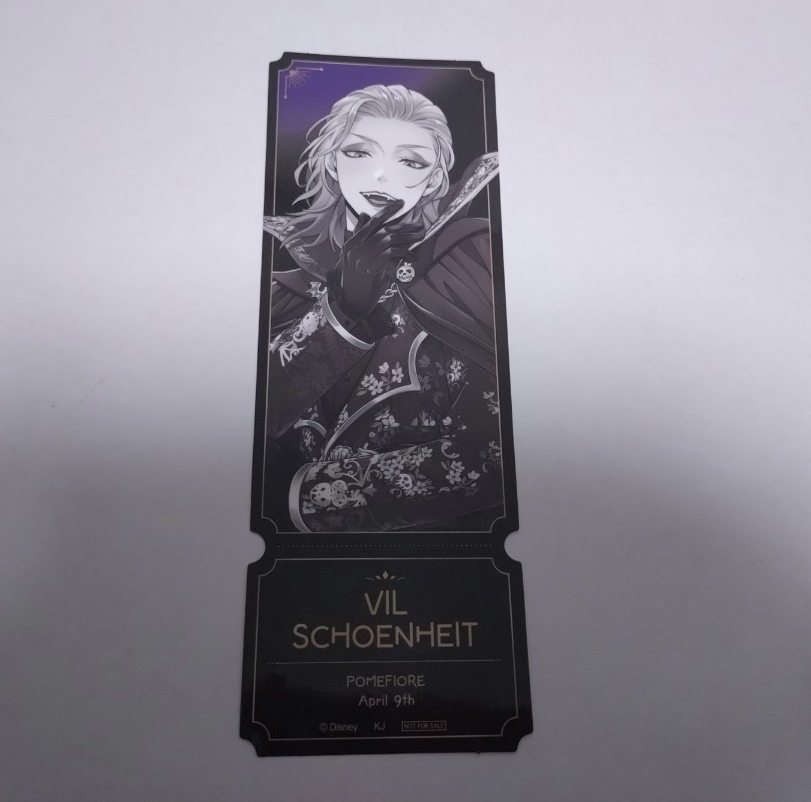 VIL
SCHOENHEIT
POMEFIORE
April 9th
© Disney KJ NOT FOR SALE